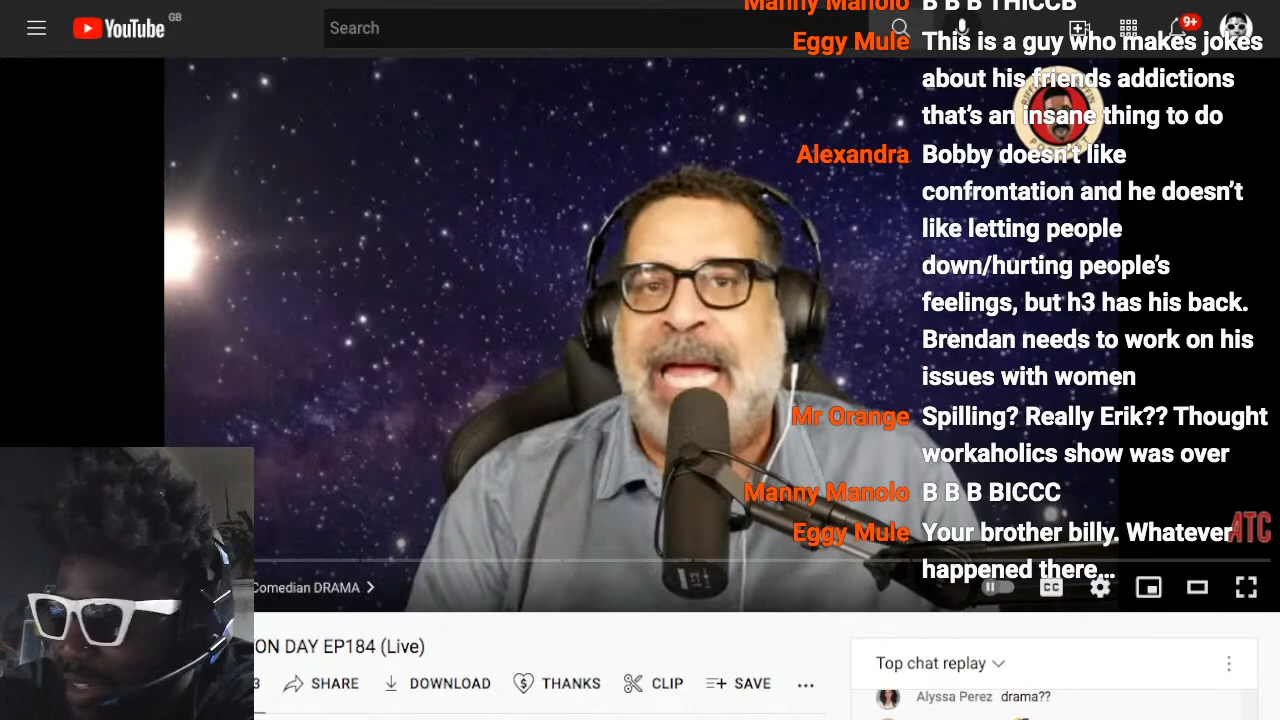 YouTube GB
Search
9+
Manny Manolo B B B THICCB
Eggy Mule This is a guy who makes jokes
about his friends addictions
that's an insane thing to do
Alexandra Bobby doesn't like
confrontation and he doesn't
like letting people
down/hurting people's
feelings, but h3 has his back.
Brendan needs to work on his
issues with women
Mr Orange Spilling? Really Erik?? Thought
workaholics show was over
Manny Manolo B B B BICCC
Eggy Mule Your brother billy. Whatever
happened there...
ATC
Comedian DRAMA
CC
ON DAY EP184 (Live)
3 SHARE DOWNLOAD THANKS CLIP SAVE
Top chat replay
Alyssa Perez drama??